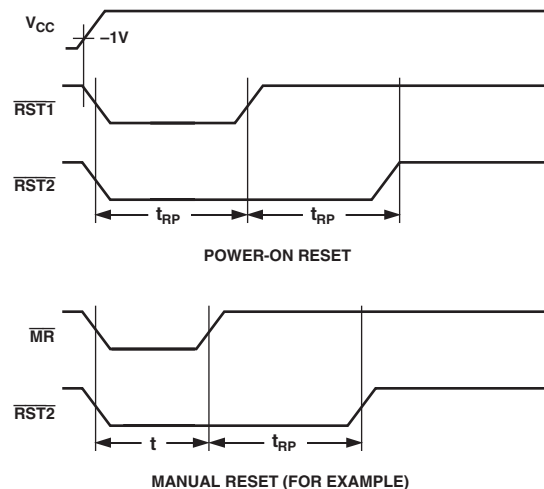 VCC
–1V
RST1
RST2
tRP
tRP
POWER-ON RESET
MR
RST2
t
tRP
MANUAL RESET (FOR EXAMPLE)